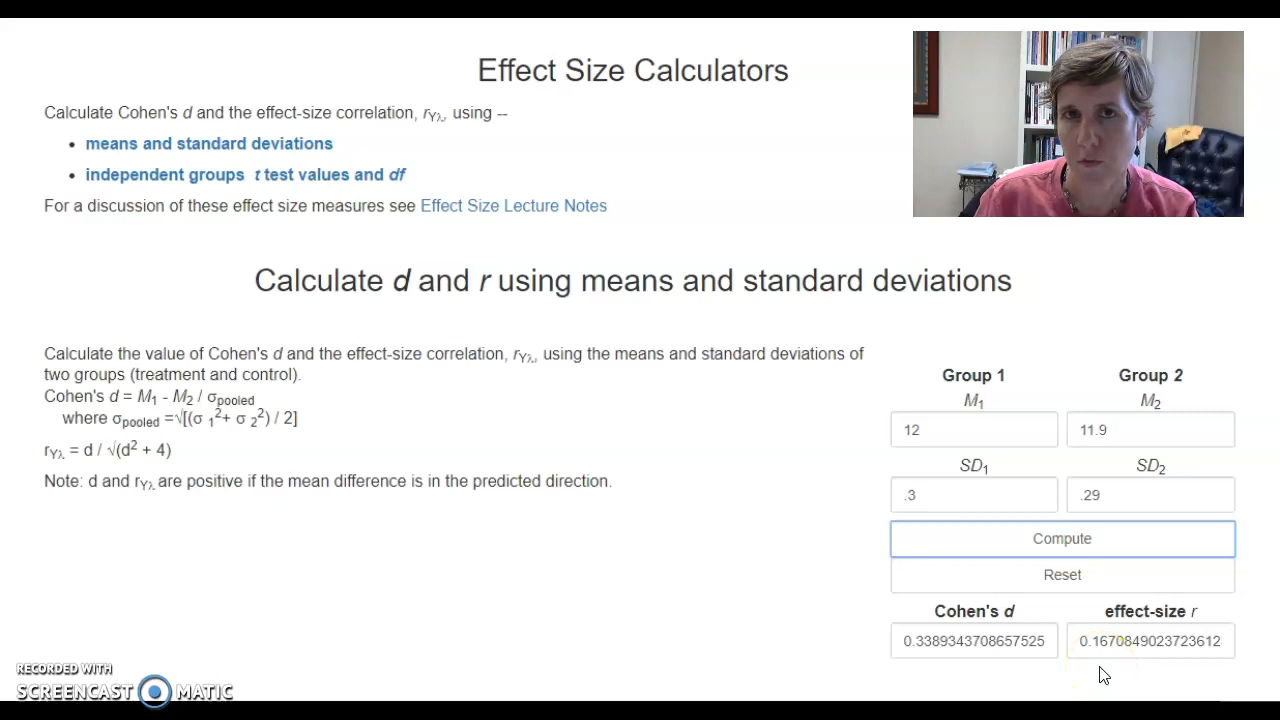 Effect Size Calculators
Calculate Cohen's d and the effect-size correlation, rYλ, using --
• means and standard deviations
• independent groups t test values and df
For a discussion of these effect size measures see Effect Size Lecture Notes
Calculate d and r using means and standard deviations
Calculate the value of Cohen's d and the effect-size correlation, rYλ, using the means and standard deviations of
two groups (treatment and control).
Cohen's d = M1 - M2 / σpooled
where σpooled =√[(σ 1²+ σ 2²) / 2]
rYλ = d / √(d² + 4)
Note: d and rYλ are positive if the mean difference is in the predicted direction.
Group 1 Group 2
M1 M2
12 11.9
SD1 SD2
.3 .29
Compute
Reset
Cohen's d effect-size r
0.3389343708657525 0.1670849023723612
RECORDED WITH
SCREENCAST MATIC